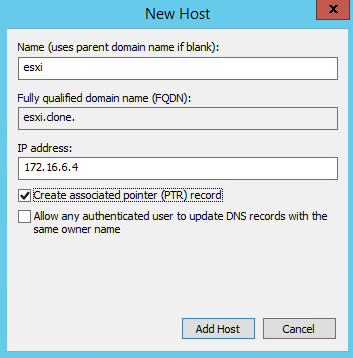 New Host
x
Name (uses parent domain name if blank):
esxi
Fully qualified domain name (FQDN):
esxi.clone.
IP address:
172.16.6.4
Create associated pointer (PTR) record
Allow any authenticated user to update DNS records with the
same owner name
Add Host
Cancel